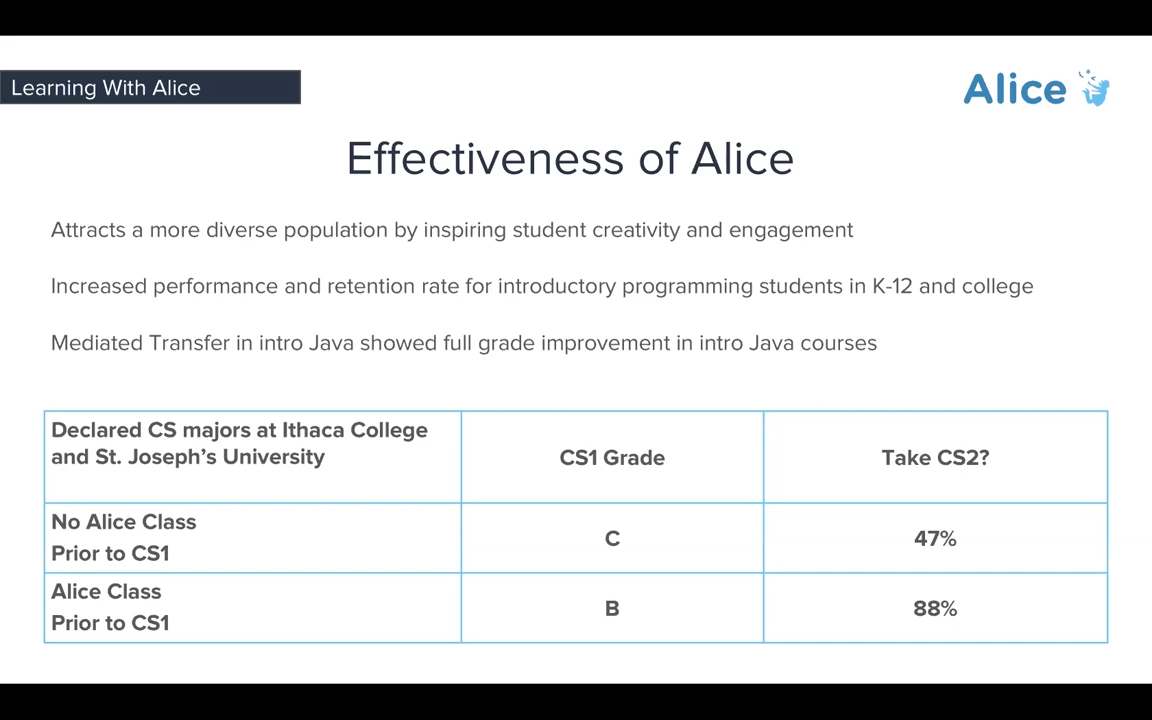 Learning With Alice
Alice
Effectiveness of Alice
Attracts a more diverse population by inspiring student creativity and engagement
Increased performance and retention rate for introductory programming students in K-12 and college
Mediated Transfer in intro Java showed full grade improvement in intro Java courses
Declared CS majors at Ithaca College
and St. Joseph’s University
CS1 Grade
Take CS2?
No Alice Class
Prior to CS1
C
47%
Alice Class
Prior to CS1
B
88%